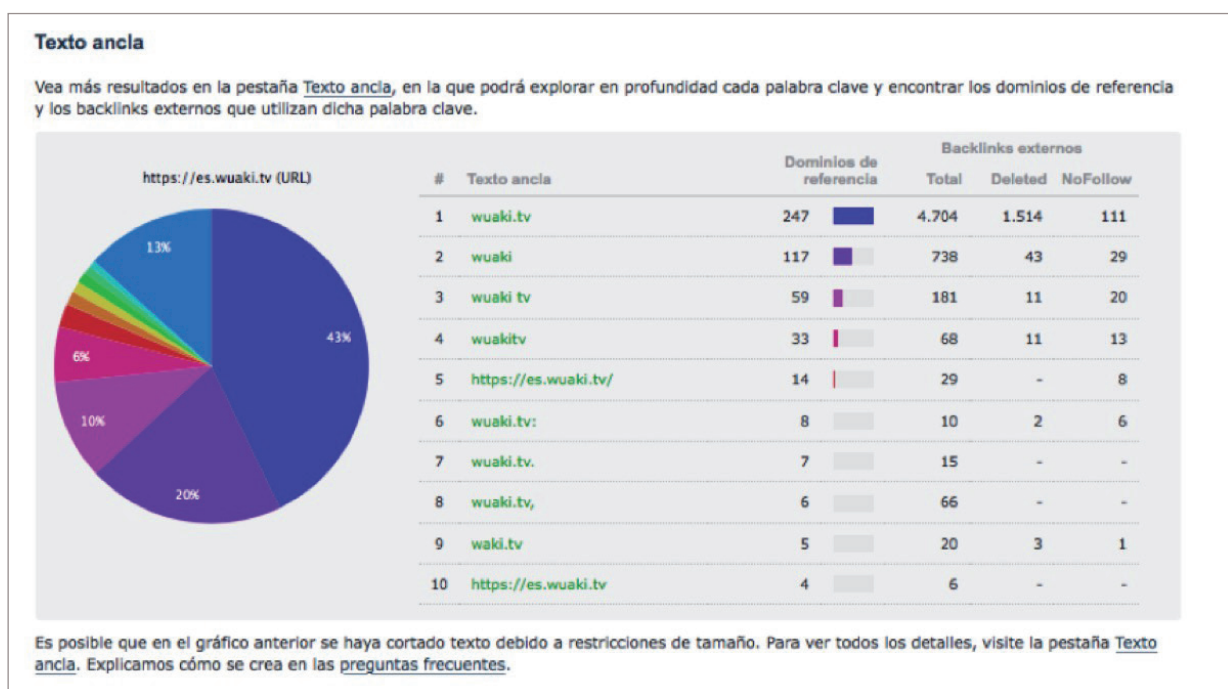 Texto ancla
Vea más resultados en la pestaña Texto ancla, en la que podrá explorar en profundidad cada palabra clave y encontrar los dominios de referencia
y los backlinks externos que utilizan dicha palabra clave.
https://es.wuaki.tv (URL)
13%
43%
6%
10%
20%
Backlinks externos
# Texto ancla Dominios de referencia Total Deleted NoFollow
1 wuaki.tv 247 4.704 1.514 111
2 wuaki 117 738 43 29
3 wuaki tv 59 181 11 20
4 wuakitv 33 68 11 13
5 https://es.wuaki.tv/ 14 29 - 8
6 wuaki.tv: 8 10 2 6
7 wuaki.tv. 7 15 - -
8 wuaki.tv, 6 66 - -
9 waki.tv 5 20 3 1
10 https://es.wuaki.tv 4 6 - -
Es posible que en el gráfico anterior se haya cortado texto debido a restricciones de tamaño. Para ver todos los detalles, visite la pestaña Texto
ancla. Explicamos cómo se crea en las preguntas frecuentes.